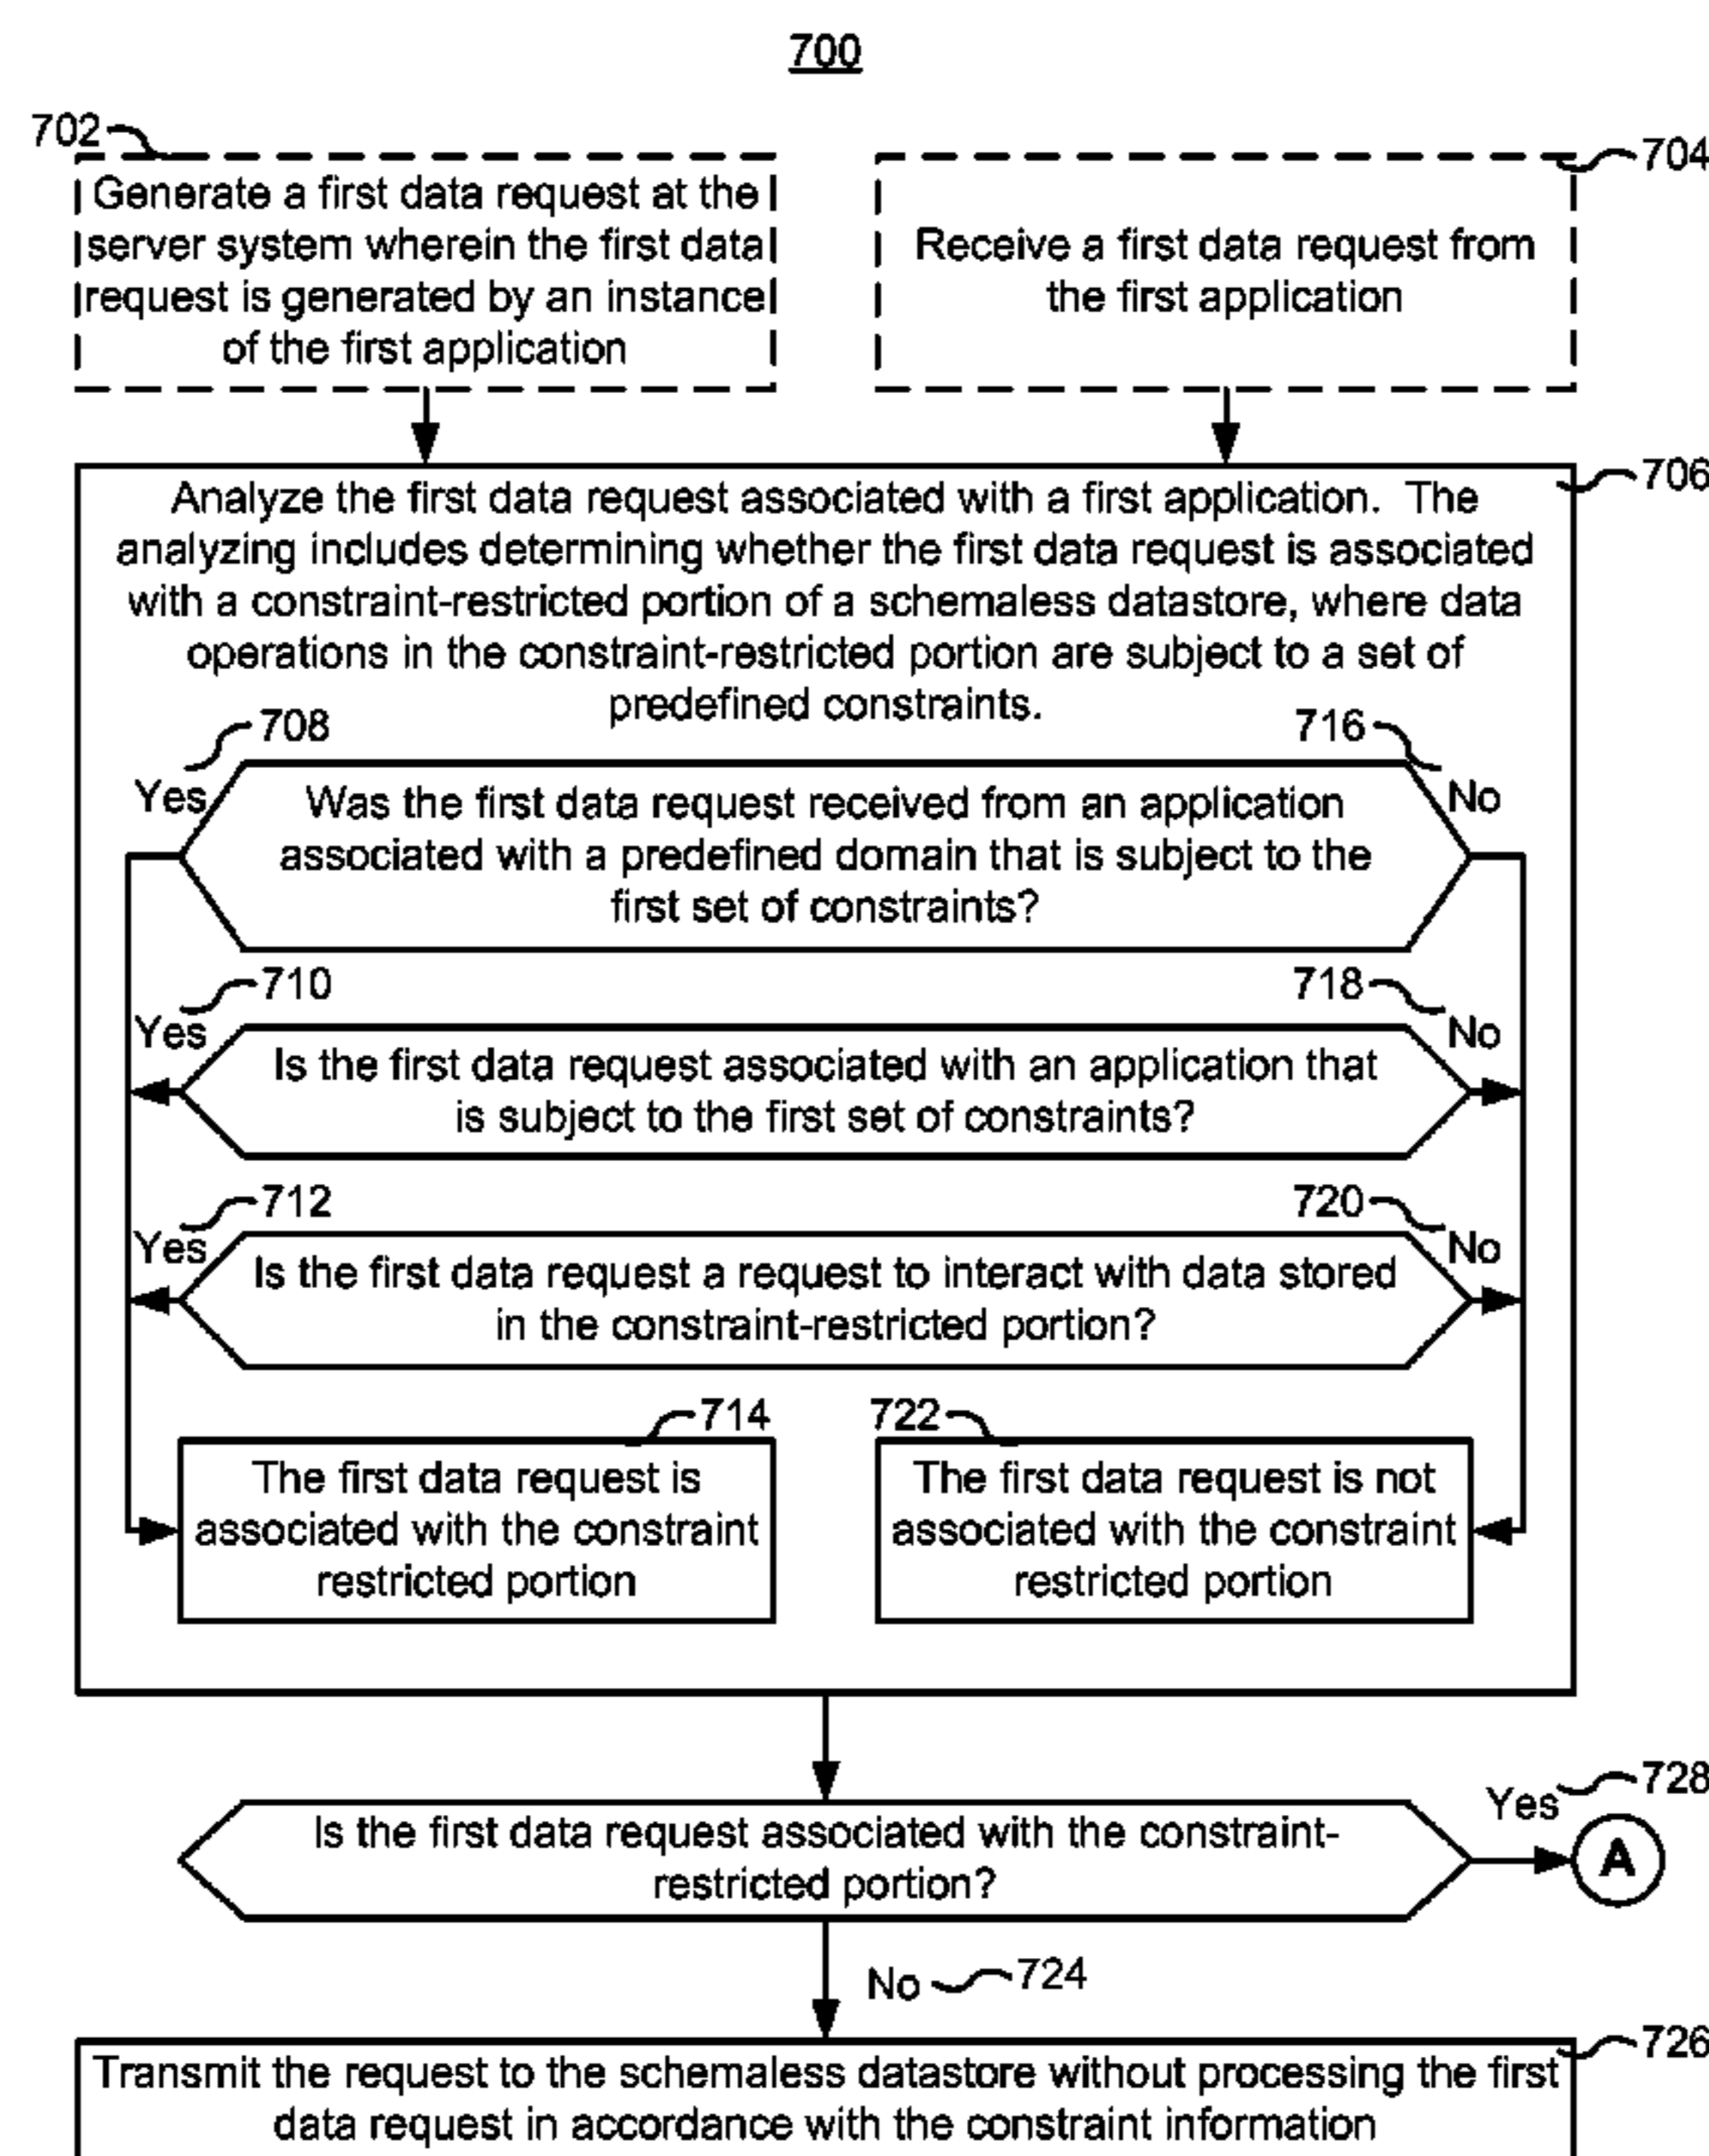 700
702
704
Generate a first data request at the
server system wherein the first data
request is generated by an instance
of the first application
Receive a first data request from
the first application
706
Analyze the first data request associated with a first application. The
analyzing includes determining whether the first data request is associated
with a constraint-restricted portion of a schemaless datastore, where data
operations in the constraint-restricted portion are subject to a set of
predefined constraints.
708
716
Yes
No
Was the first data request received from an application
associated with a predefined domain that is subject to the
first set of constraints?
710
718
Yes
No
Is the first data request associated with an application that
is subject to the first set of constraints?
712
720
Yes
No
Is the first data request a request to interact with data stored
in the constraint-restricted portion?
714
722
The first data request is
associated with the constraint
restricted portion
The first data request is not
associated with the constraint
restricted portion
728
Yes
A
Is the first data request associated with the constraint-
restricted portion?
No
724
726
Transmit the request to the schemaless datastore without processing the first
data request in accordance with the constraint information